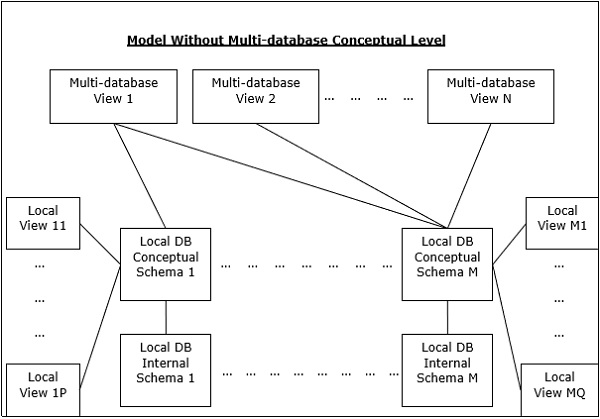 Model Without Multi-database Conceptual Level
Multi-database
View 1
Multi-database
View 2
... ... ... ...
Multi-database
View N
Local
View 11
...
...
...
Local
View 1P
Local DB
Conceptual
Schema 1
... ... ... ... ... ... ...
Local DB
Conceptual
Schema M
Local
View M1
...
...
...
Local
View MQ
Local DB
Internal
Schema 1
... ... ... ... ... ... ...
Local DB
Internal
Schema M